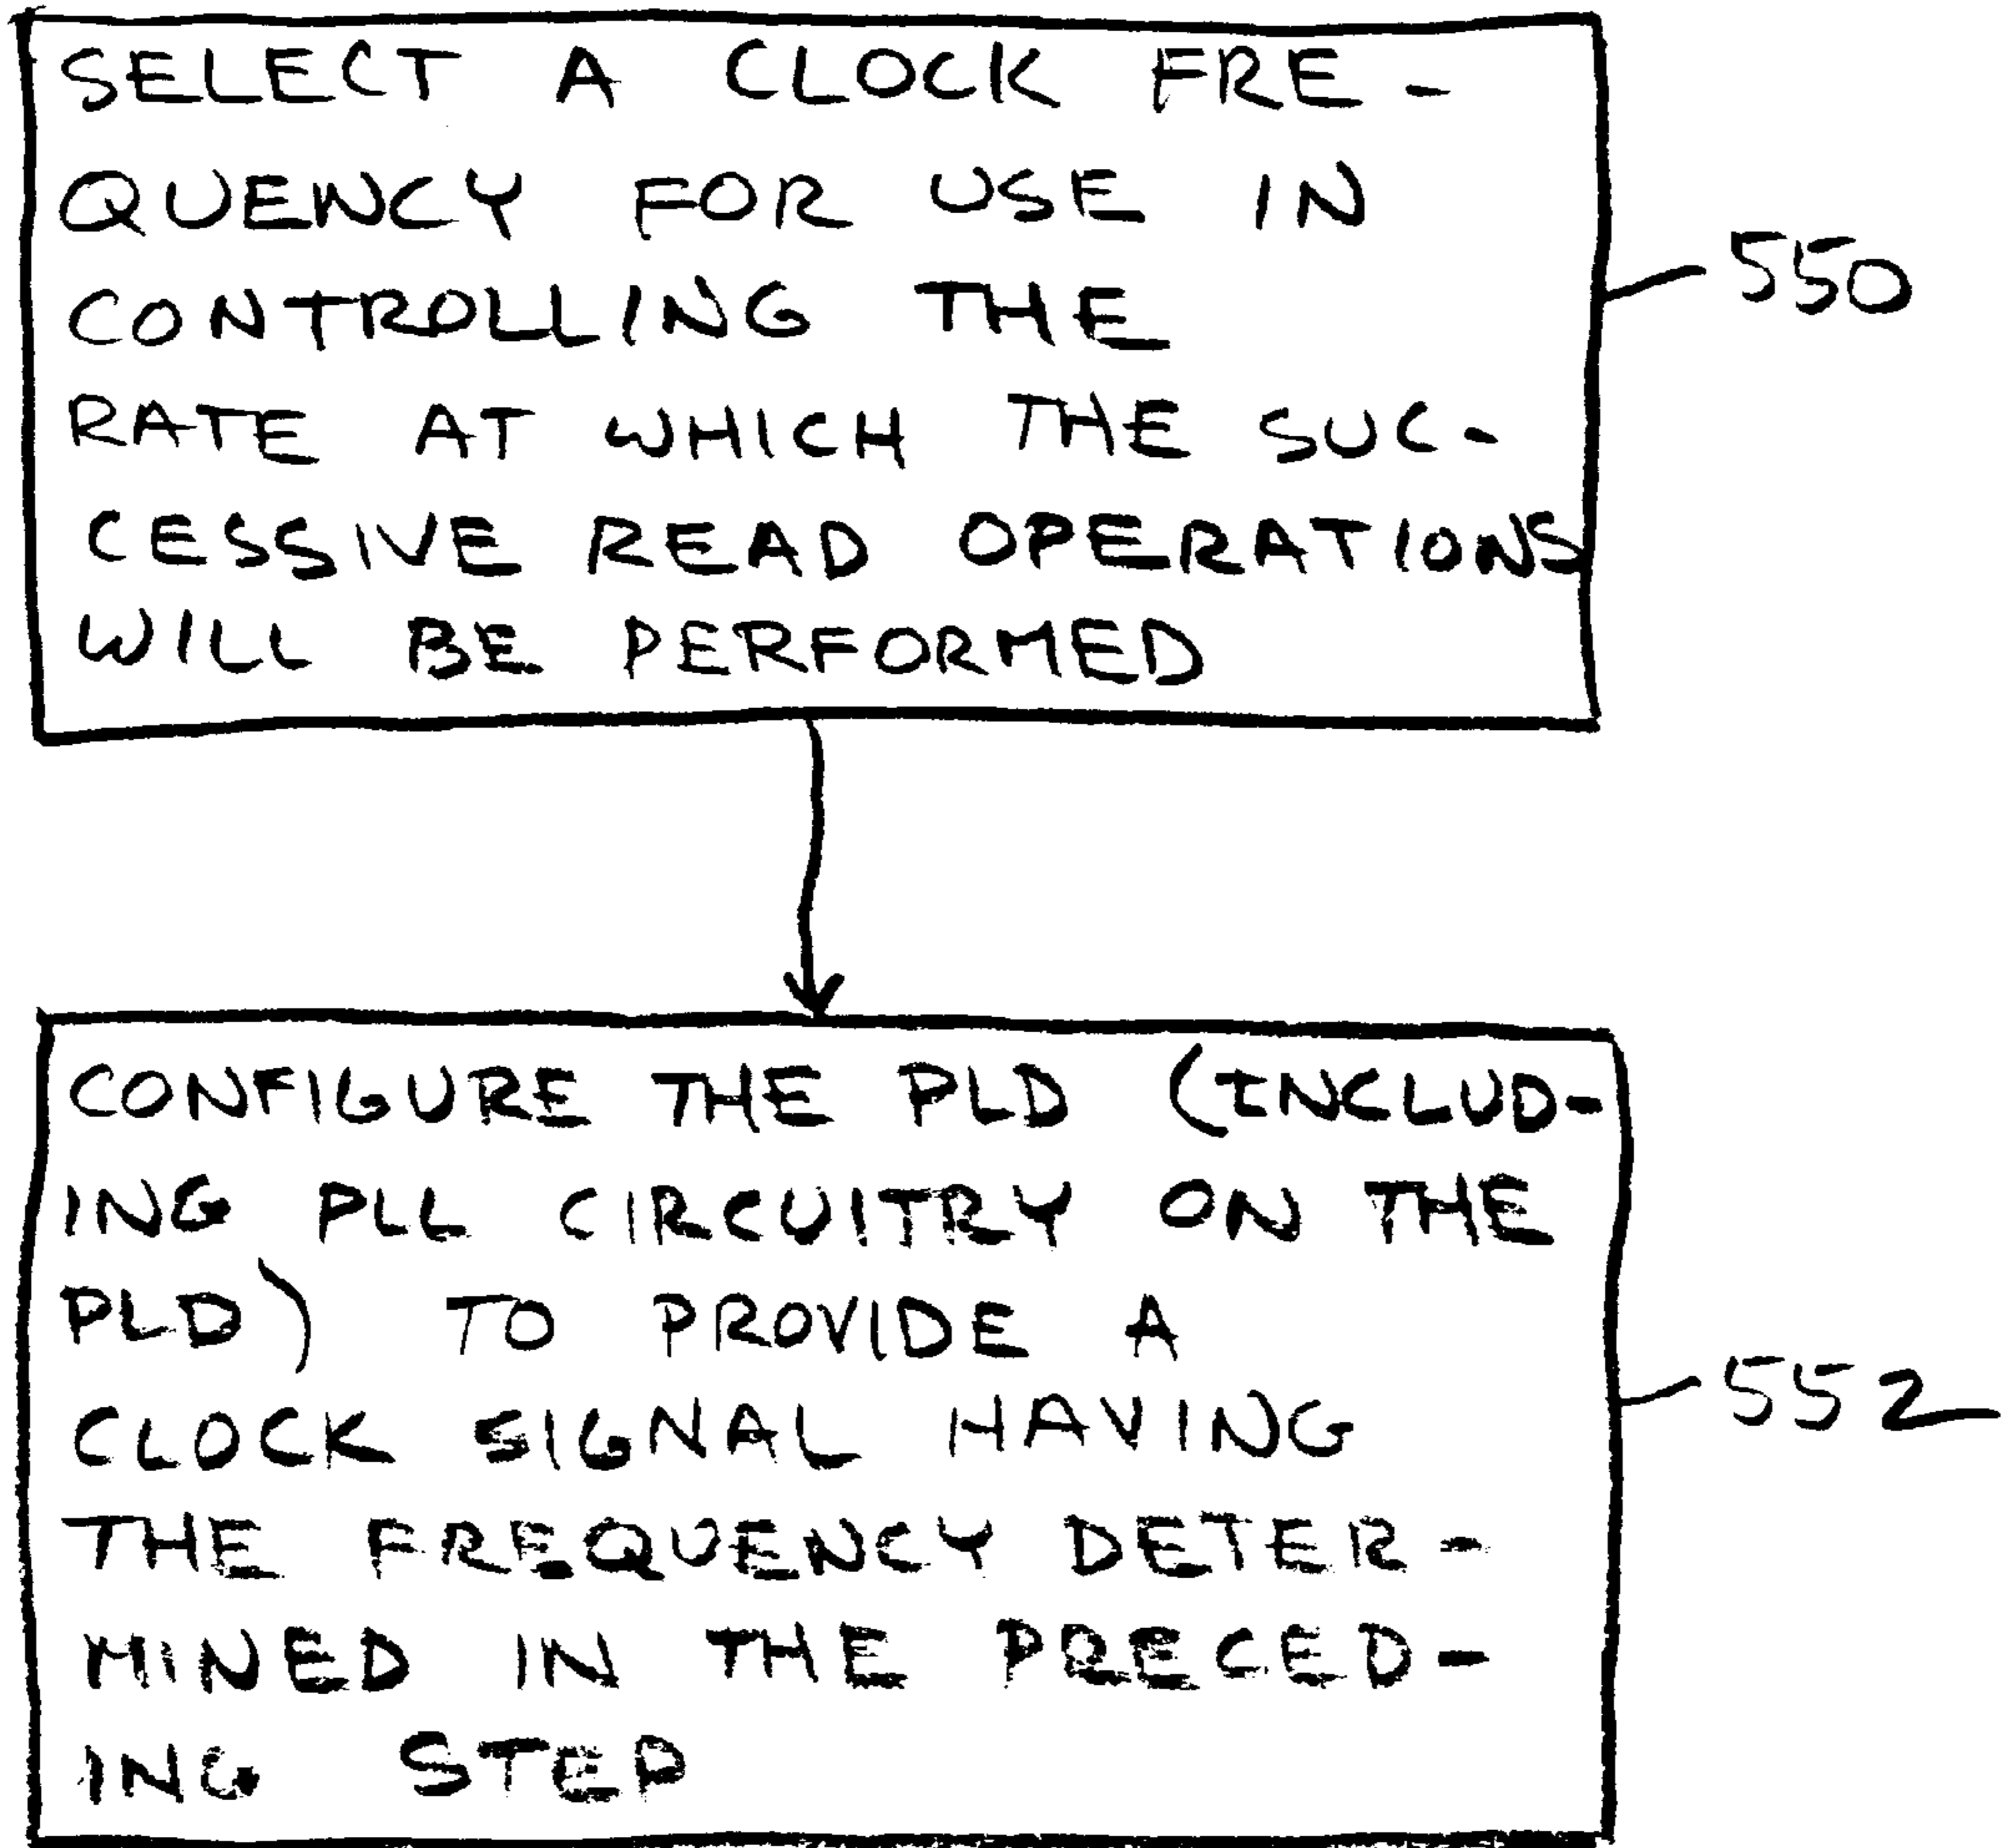 SELECT A CLOCK FRE-
QUENCY FOR USE IN
CONTROLLING THE
550
RATE AT WHICH THE SUC-
CESSIVE READ OPERATIONS
WILL BE PERFORMED
CONFIGURE THE PLD (INCLUD-
ING PLL CIRCUITRY ON THE
PLD) TO PROVIDE A
CLOCK SIGNAL HAVING
552
THE FREQUENCY DETER-
MINED IN THE PRECED-
ING STEP